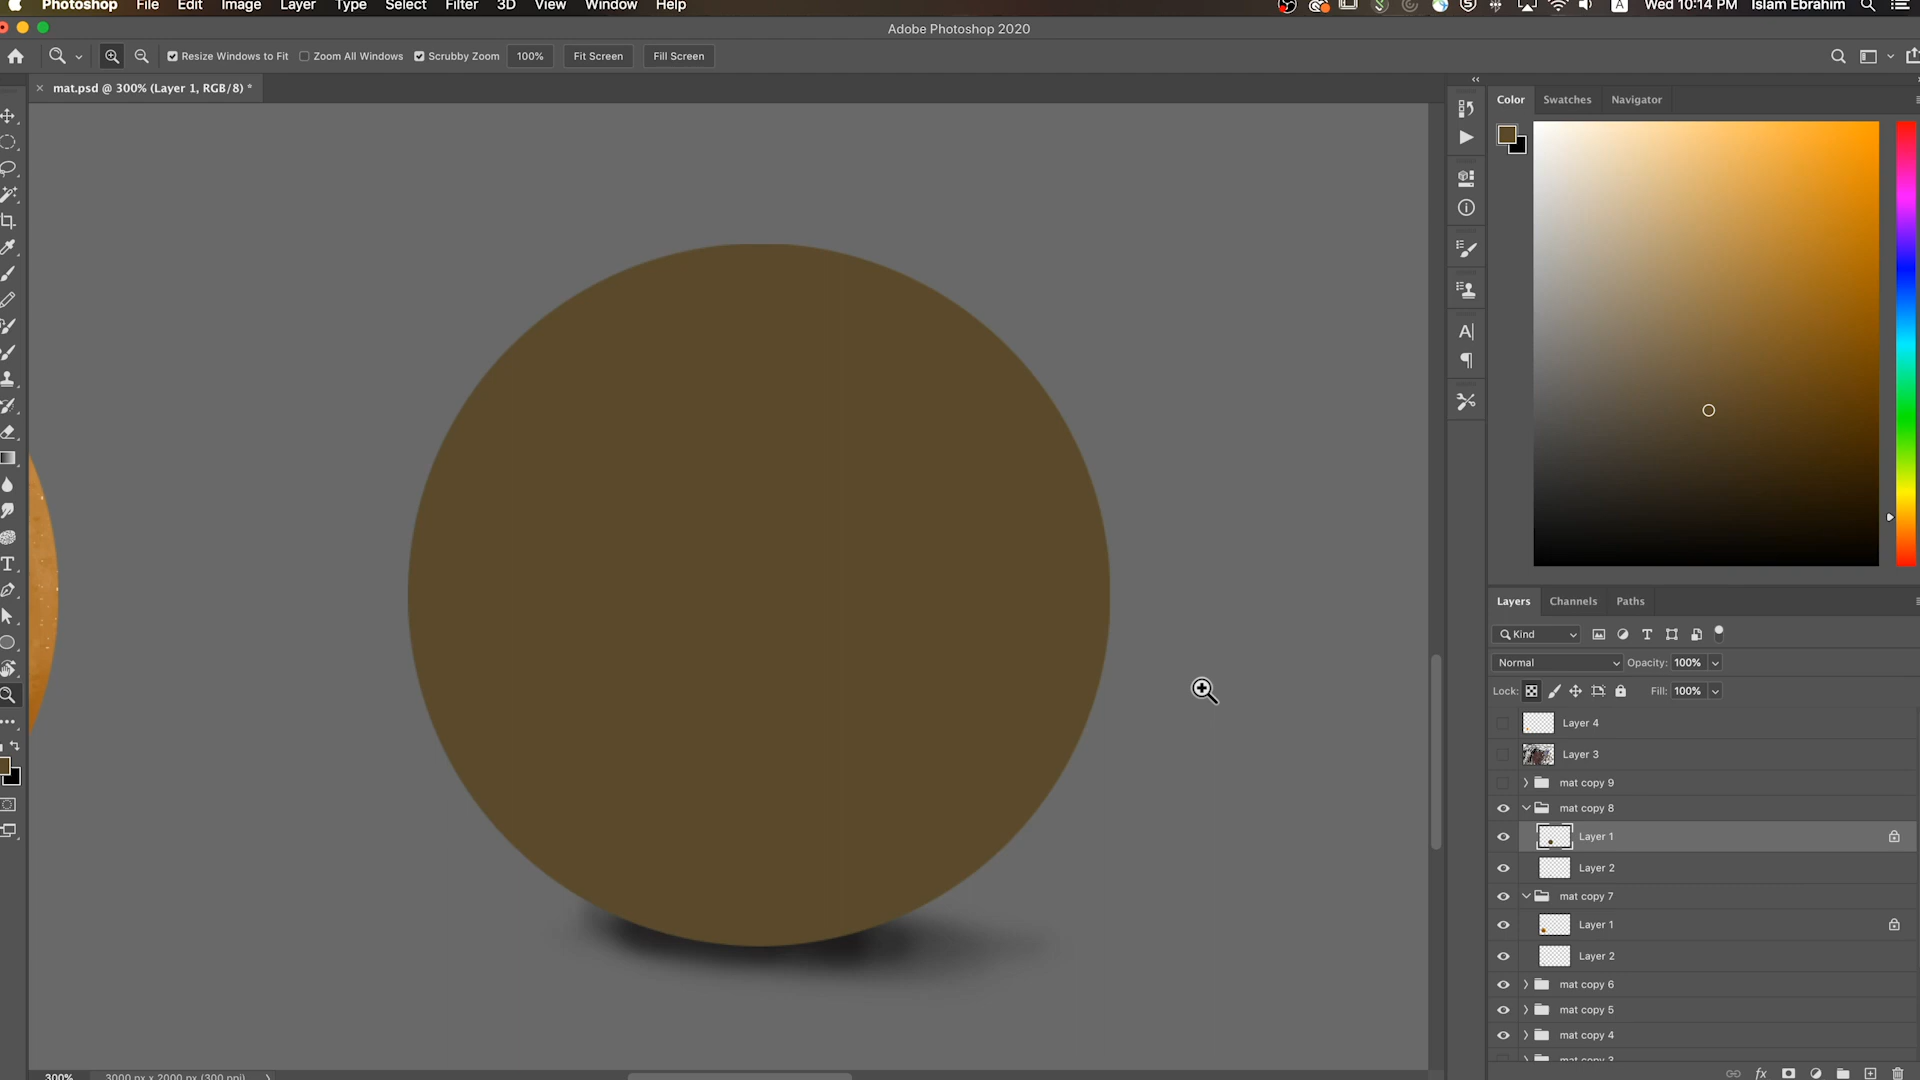 Photoshop File Edit Image Layer Type Select Filter 3D View Window Help A Wed 10:14 PM Islam Ebrahim
Adobe Photoshop 2020
Resize Windows to Fit Zoom All Windows Scrubby Zoom 100% Fit Screen Fill Screen
× mat.psd @ 300% (Layer 1, RGB/8) *
Color Swatches Navigator
Layers Channels Paths
Kind
Normal Opacity: 100%
Lock: Fill: 100%
Layer 4
Layer 3
mat copy 9
mat copy 8
Layer 1
Layer 2
mat copy 7
Layer 1
Layer 2
mat copy 6
mat copy 5
mat copy 4
mat copy 3
300% 3000 px x 2000 px (300 ppi)
fx